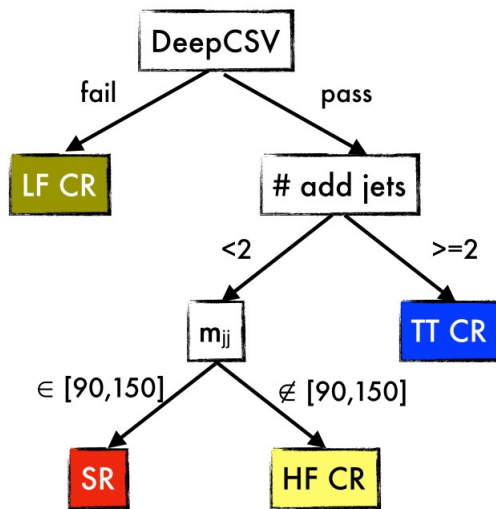 DeepCSV
fail
pass
LF CR
# add jets
<2
>=2
mjj
TT CR
∈ [90,150]
∉ [90,150]
SR
HF CR